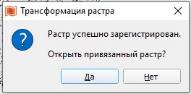 Трансформация растра
Растр успешно зарегистрирован.
Открыть привязанный растр?
Да
Нет